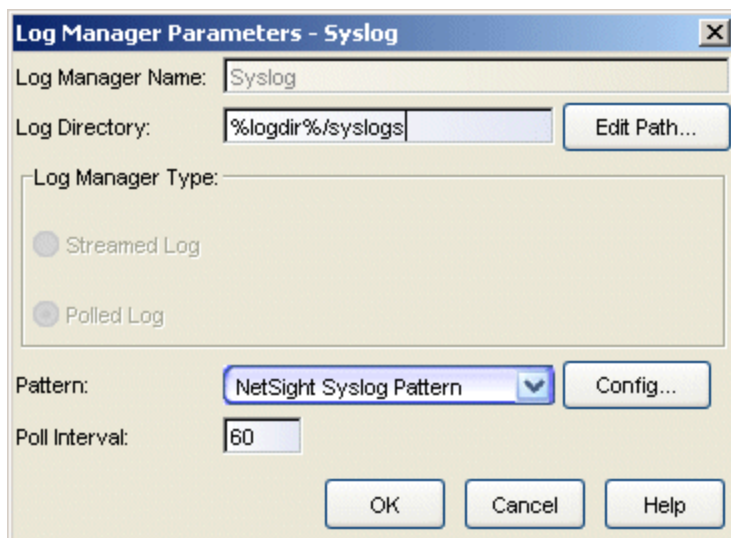 Log Manager Parameters - Syslog
Log Manager Name: Syslog
Log Directory: %logdir%/syslogs Edit Path...
Log Manager Type:
Streamed Log
Polled Log
Pattern: NetSight Syslog Pattern Config...
Poll Interval: 60
OK Cancel Help